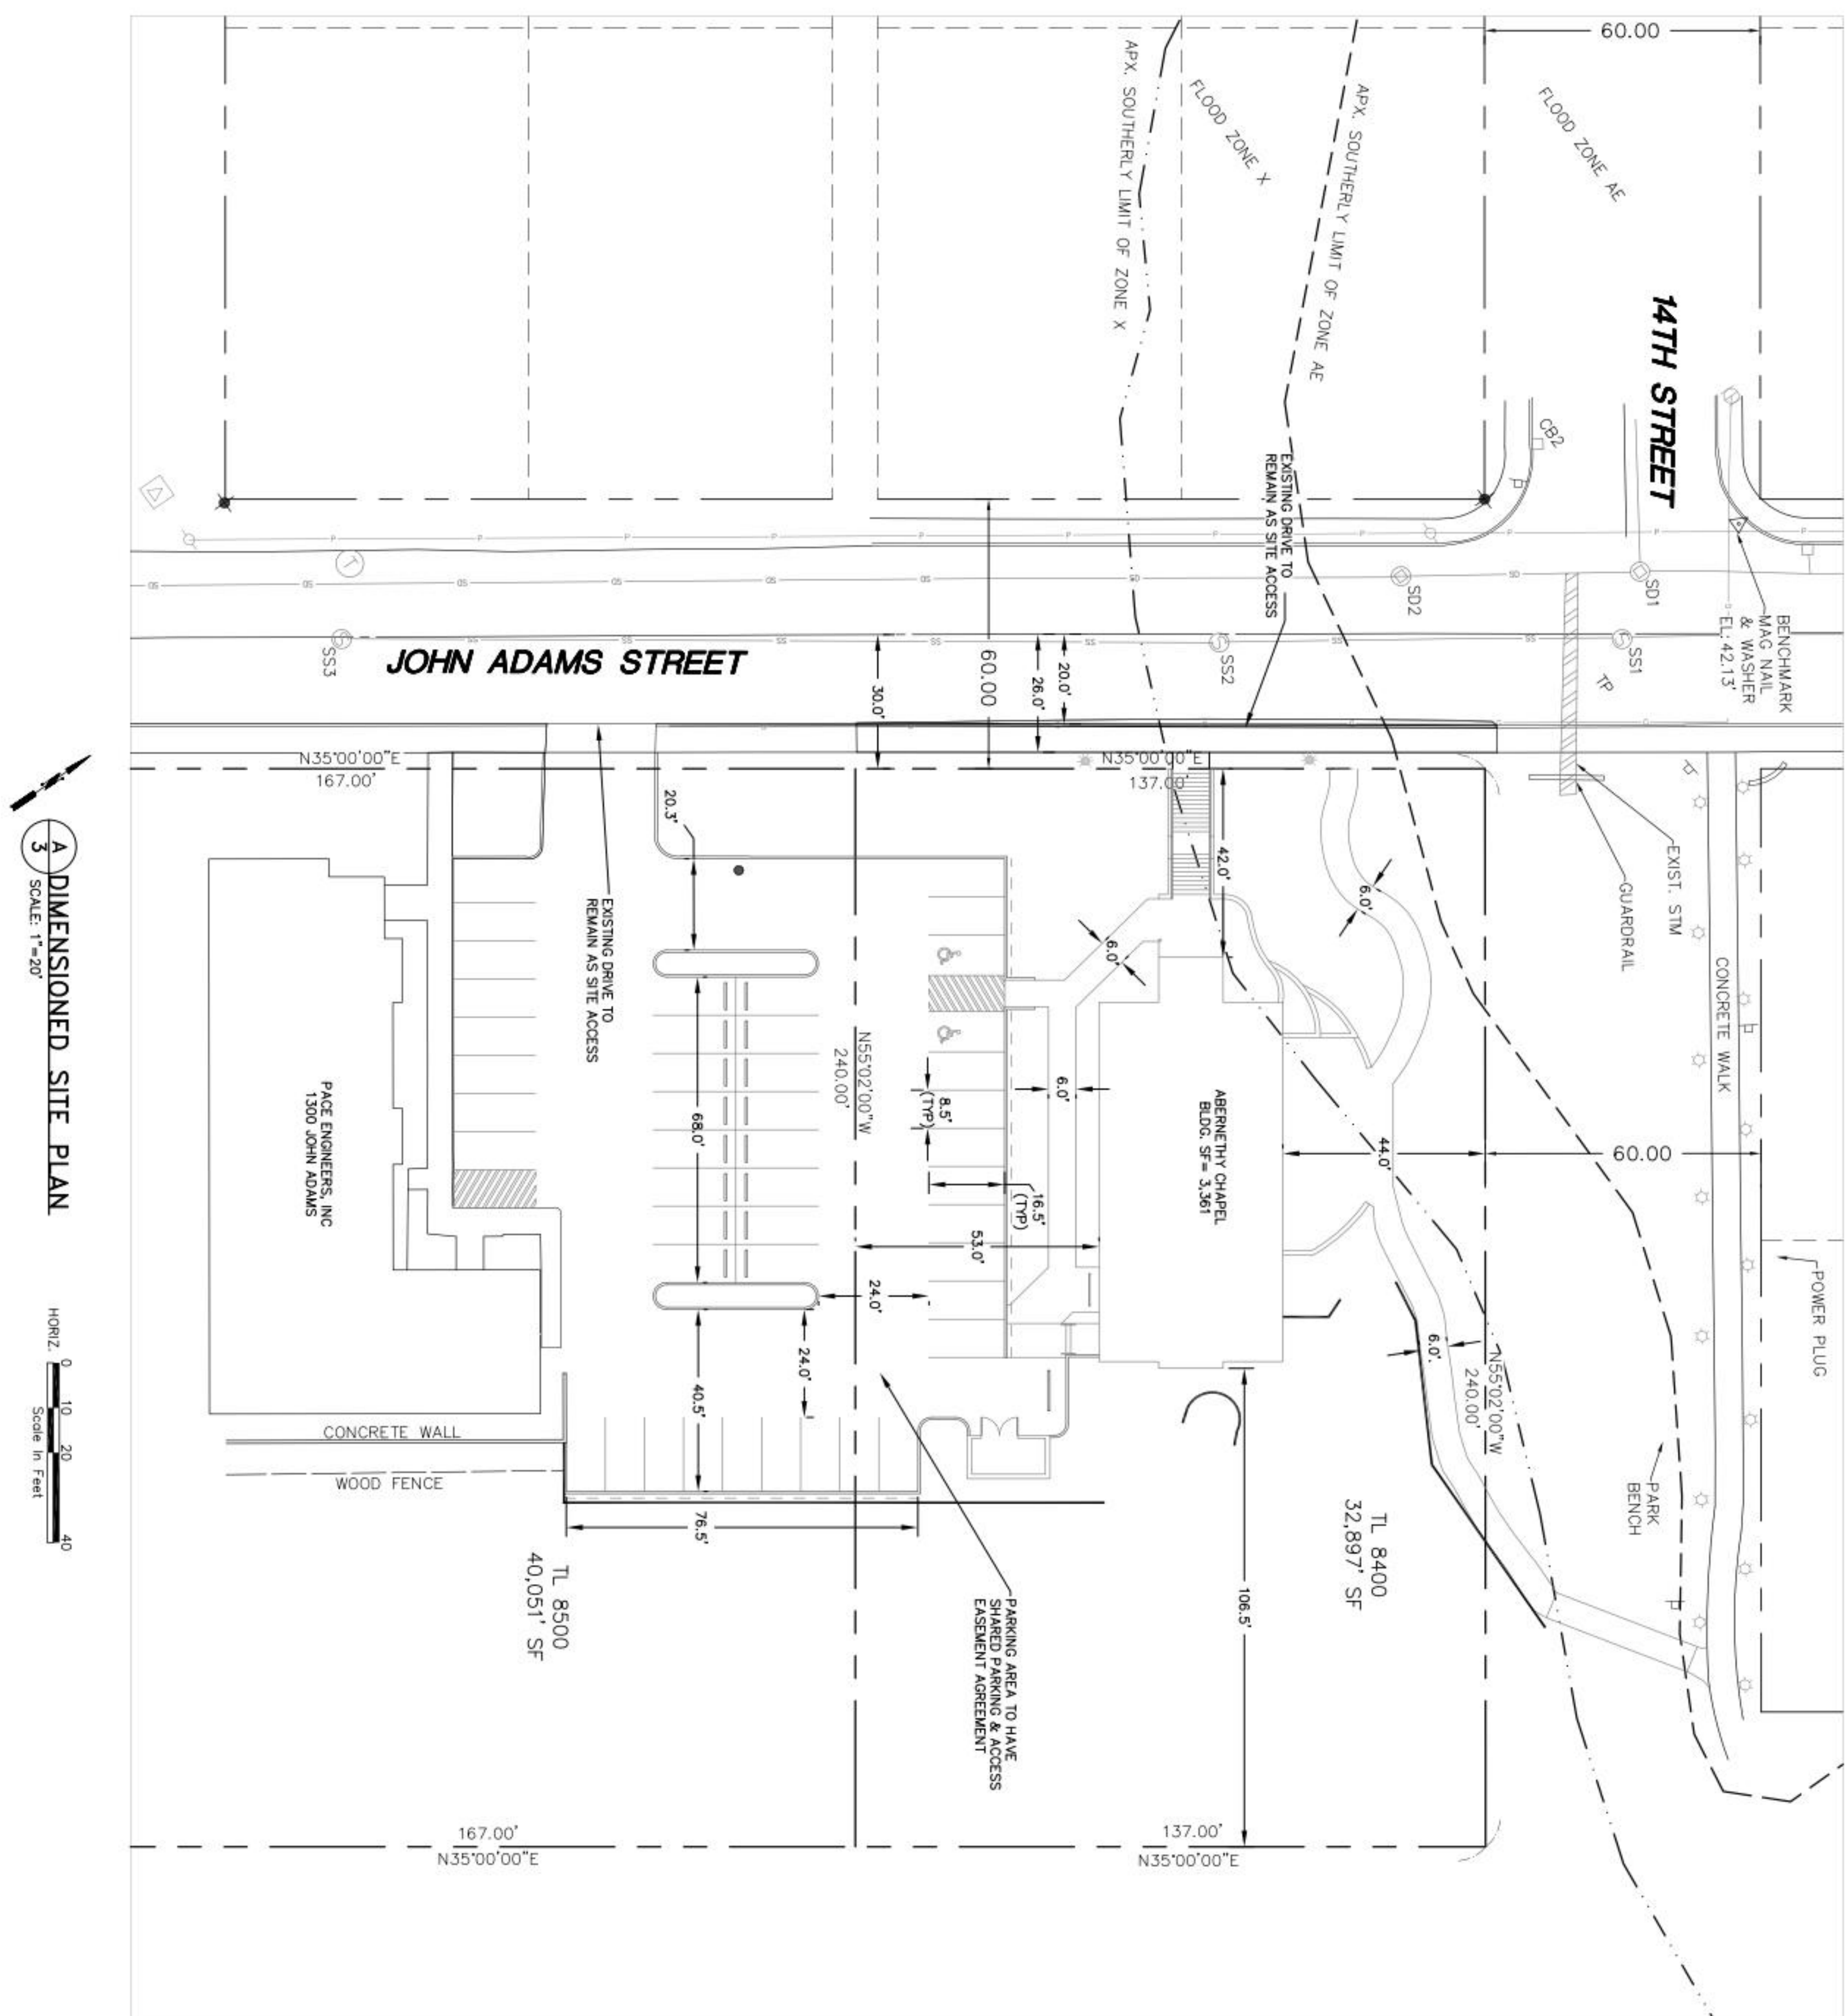 60.00
APX. SOUTHERLY LIMIT OF ZONE X
FLOOD ZONE X
APX. SOUTHERLY LIMIT OF ZONE AE
FLOOD ZONE AE
14TH STREET
CB2
EXISTING DRIVE TO
REMAIN AS SITE ACCESS
BENCHMARK
MAG NAIL
& WASHER
EL: 42.13'
SD1
SD2
SS1
SS2
SS3
TP
JOHN ADAMS STREET
30.0'
60.00
26.0'
20.0'
N35°00'00"E
167.00'
N35°00'00"E
137.00'
20.3'
42.0'
6.0'
6.0'
EXIST. STM
GUARDRAIL
CONCRETE WALK
EXISTING DRIVE TO
REMAIN AS SITE ACCESS
N55°02'00"W
240.00'
68.0'
8.5'
(TYP)
6.0'
16.5'
(TYP)
53.0'
ABERNETHY CHAPEL
BLDG. SF= 3,361
44.0'
60.00
PACE ENGINEERS, INC
1300 JOHN ADAMS
24.0'
24.0'
40.5'
6.0'
N55°02'00"W
240.00'
POWER PLUG
PARK
BENCH
CONCRETE WALL
WOOD FENCE
76.5'
TL 8500
40,051' SF
TL 8400
32,897' SF
106.5'
PARKING AREA TO HAVE
SHARED PARKING & ACCESS
EASEMENT AGREEMENT
167.00'
N35°00'00"E
137.00'
N35°00'00"E
A
3
DIMENSIONED SITE PLAN
SCALE: 1"=20'
HORIZ.
0 10 20 40
Scale In Feet